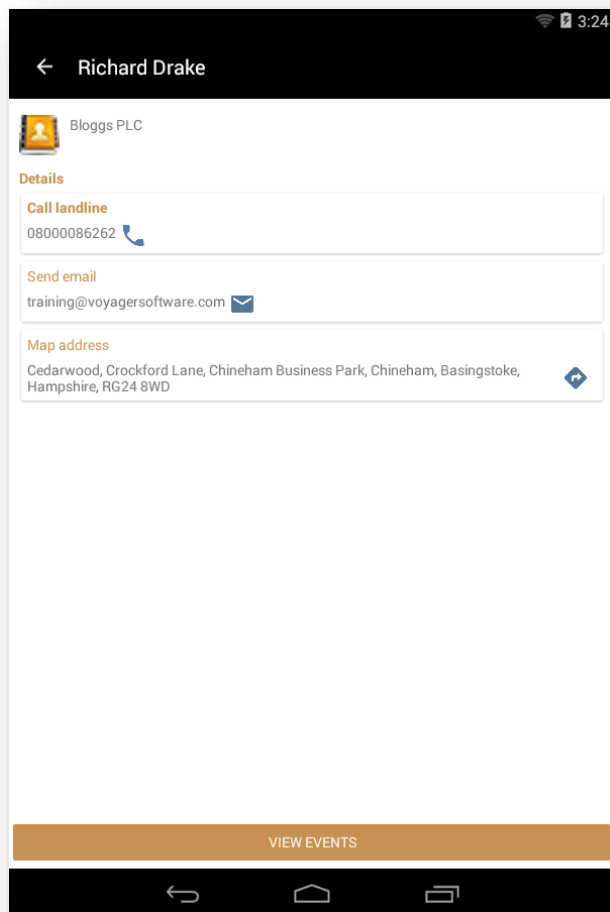 3:24
Richard Drake
Bloggs PLC
Details
Call landline
08000086262
Send email
training@voyagersoftware.com
Map address
Cedarwood, Crockford Lane, Chineham Business Park, Chineham, Basingstoke,
Hampshire, RG24 8WD
VIEW EVENTS